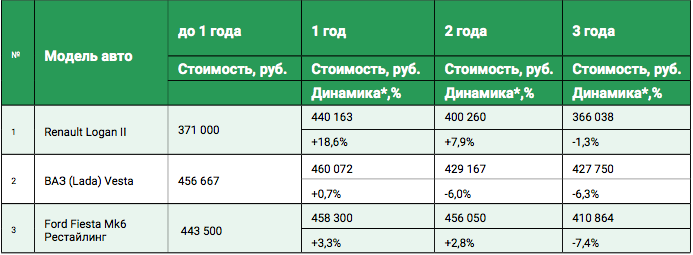 № Модель авто до 1 года 1 год 2 года 3 года
Стоимость, руб. Стоимость, руб. Стоимость, руб. Стоимость, руб.
Динамика*,% Динамика*,% Динамика*,%
1 Renault Logan II 371 000 440 163 400 260 366 038
+18,6% +7,9% -1,3%
2 ВАЗ (Lada) Vesta 456 667 460 072 429 167 427 750
+0,7% -6,0% -6,3%
3 Ford Fiesta Mk6 443 500 458 300 456 050 410 864
Рестайлинг +3,3% +2,8% -7,4%